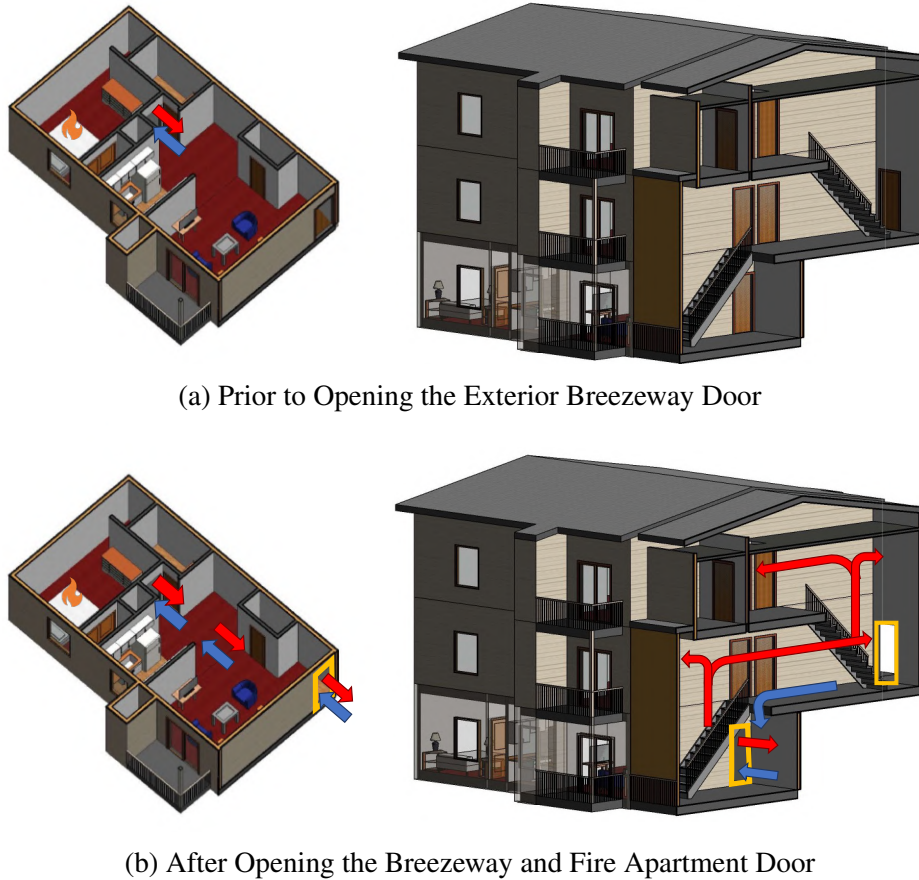 (a) Prior to Opening the Exterior Breezeway Door
(b) After Opening the Breezeway and Fire Apartment Door